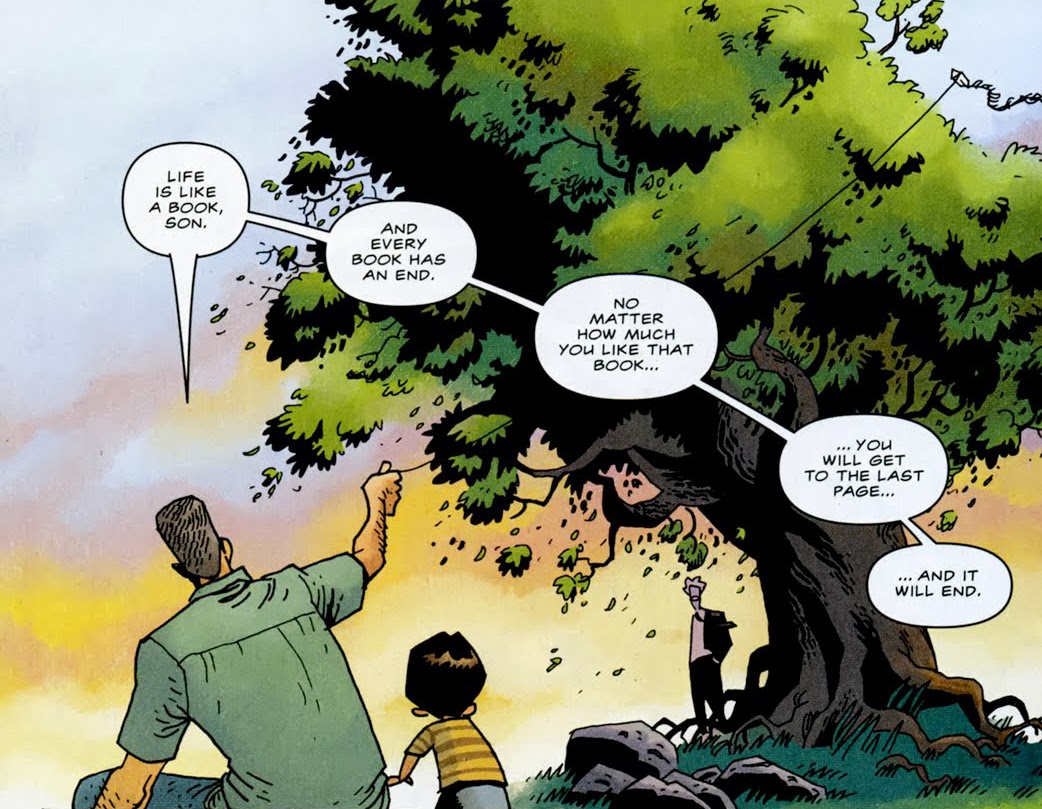 LIFE
IS LIKE
A BOOK,
SON.
AND
EVERY
BOOK HAS
AN END.
NO
MATTER
HOW MUCH
YOU LIKE THAT
BOOK...
...YOU
WILL GET
TO THE LAST
PAGE...
...AND IT
WILL END.